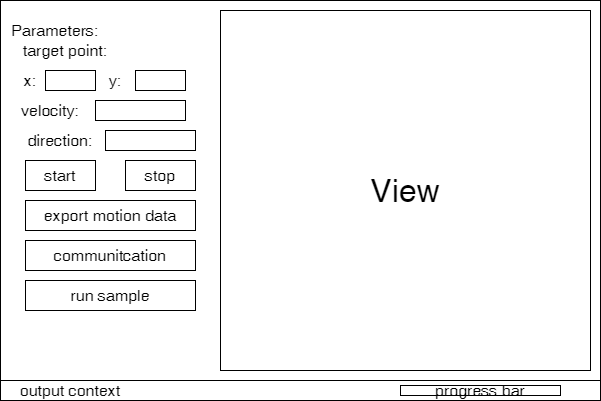 Parameters:
target point:
x: y:
velocity:
direction:
start stop
export motion data
communitcation
run sample
View
output context progress bar